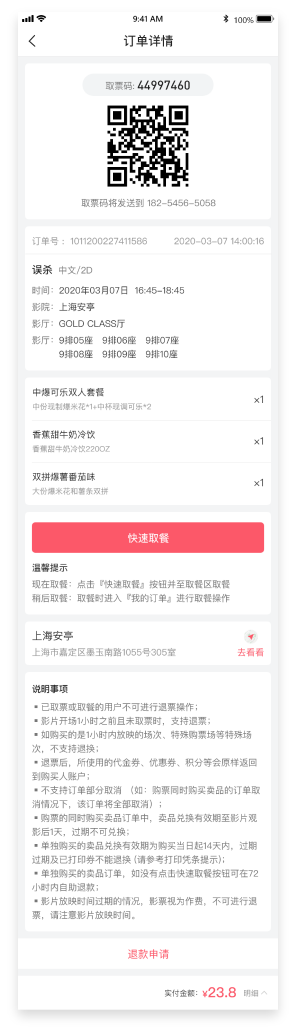 9:41 AM
100%
订单详情
取票码: 44997460
取票码将发送到 182-5456-5058
订单号： 1011200227411586 2020-03-07 14:00:16
误杀 中文/2D
时间： 2020年03月07日 16:45-18:45
影院： 上海安亭
影厅： GOLD CLASS厅
影厅： 9排05座 9排06座 9排07座
9排08座 9排09座 9排10座
中爆可乐双人套餐
中份现制爆米花*1+中杯现调可乐*2
×1
香蕉甜牛奶冷饮
香蕉甜牛奶冷饮220OZ
×1
双拼爆薯番茄味
大份爆米花和薯条双拼
×1
快速取餐
温馨提示
现在取餐：点击『快速取餐』按钮并至取餐区取餐
稍后取餐：取餐时进入『我的订单』进行取餐操作
上海安亭
上海市嘉定区墨玉南路1055号305室
去看看
说明事项
▪已取票或取餐的用户不可进行退票操作；
▪影片开场1小时之前且未取票时，支持退票；
▪如购买的是1小时内放映的场次、特殊购票场等特殊场
次，不支持退换；
▪退票后，所使用的代金券、优惠券、积分等会原样返回
到购买人账户；
▪不支持订单部分取消 （如：购票同时购买卖品的订单取
消情况下，该订单将全部取消）；
▪购票的同时购买卖品订单中，卖品兑换有效期至影片观
影后1天，过期不可兑换；
▪单独购买的卖品兑换有效期为购买当日起14天内，过期
过期及已打印券不能退换 (请参考打印凭条提示)；
▪单独购买的卖品订单，如没有点击快速取餐按钮可在72
小时内自助退款；
▪影片放映时间过期的情况，影票视为作费，不可进行退
票，请注意影片放映时间。
退款申请
实付金额： ¥23.8 明细